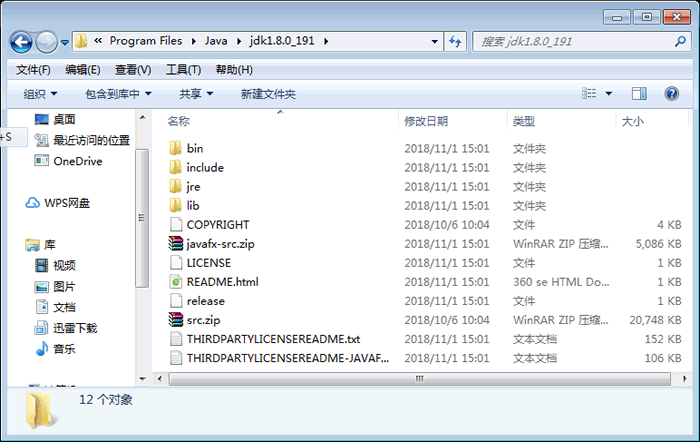 « Program Files ▸ Java ▸ jdk1.8.0_191 ▸
搜索 jdk1.8.0_191
文件(F) 编辑(E) 查看(V) 工具(T) 帮助(H)
组织 包含到库中 共享 新建文件夹
+S
桌面
最近访问的位置
OneDrive
WPS网盘
库
视频
图片
文档
迅雷下载
音乐
名称 修改日期 类型 大小
bin 2018/11/1 15:01 文件夹
include 2018/11/1 15:01 文件夹
jre 2018/11/1 15:01 文件夹
lib 2018/11/1 15:01 文件夹
COPYRIGHT 2018/10/6 10:04 文件 4 KB
javafx-src.zip 2018/11/1 15:01 WinRAR ZIP 压缩... 5,086 KB
LICENSE 2018/11/1 15:01 文件 1 KB
README.html 2018/11/1 15:01 360 se HTML Do... 1 KB
release 2018/11/1 15:01 文件 1 KB
src.zip 2018/10/6 10:04 WinRAR ZIP 压缩... 20,748 KB
THIRDPARTYLICENSEREADME.txt 2018/11/1 15:01 文本文档 152 KB
THIRDPARTYLICENSEREADME-JAVAF... 2018/11/1 15:01 文本文档 106 KB
12 个对象